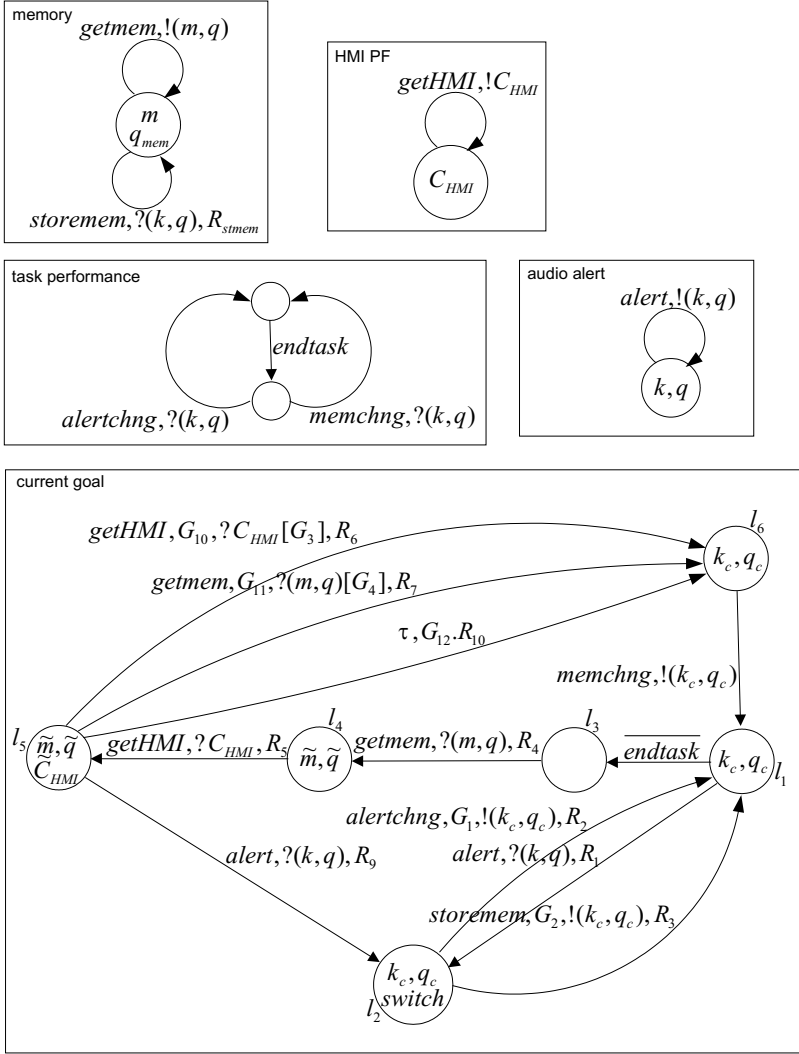 memory
getmem,!(m,q)
m
q_mem
storemem,?(k,q),R_stmem
HMI PF
getHMI,!C_HMI
C_HMI
task performance
endtask
alertchng,?(k,q)
memchng,?(k,q)
audio alert
alert,!(k,q)
k,q
current goal
getHMI,G_10,?C_HMI[G_3],R_6
l_6
k_c,q_c
getmem,G_11,?(m,q)[G_4],R_7
τ,G_12.R_10
memchng,!(k_c,q_c)
l_5
m̃,q̃
C̃_HMI
getHMI,?C_HMI,R_5
l_4
m̃,q̃
getmem,?(m,q),R_4
l_3
e̅n̅d̅t̅a̅s̅k̅
k_c,q_c
l_1
alertchng,G_1,!(k_c,q_c),R_2
alert,?(k,q),R_9
alert,?(k,q),R_1
storemem,G_2,!(k_c,q_c),R_3
k_c,q_c
switch
l_2